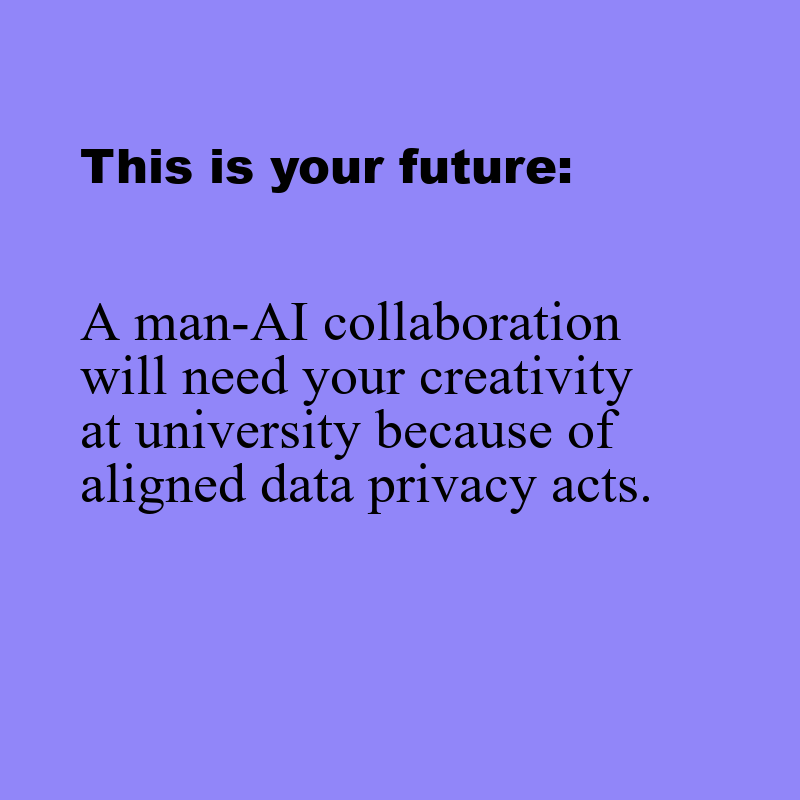 This is your future:
A man-AI collaboration
will need your creativity
at university because of
aligned data privacy acts.